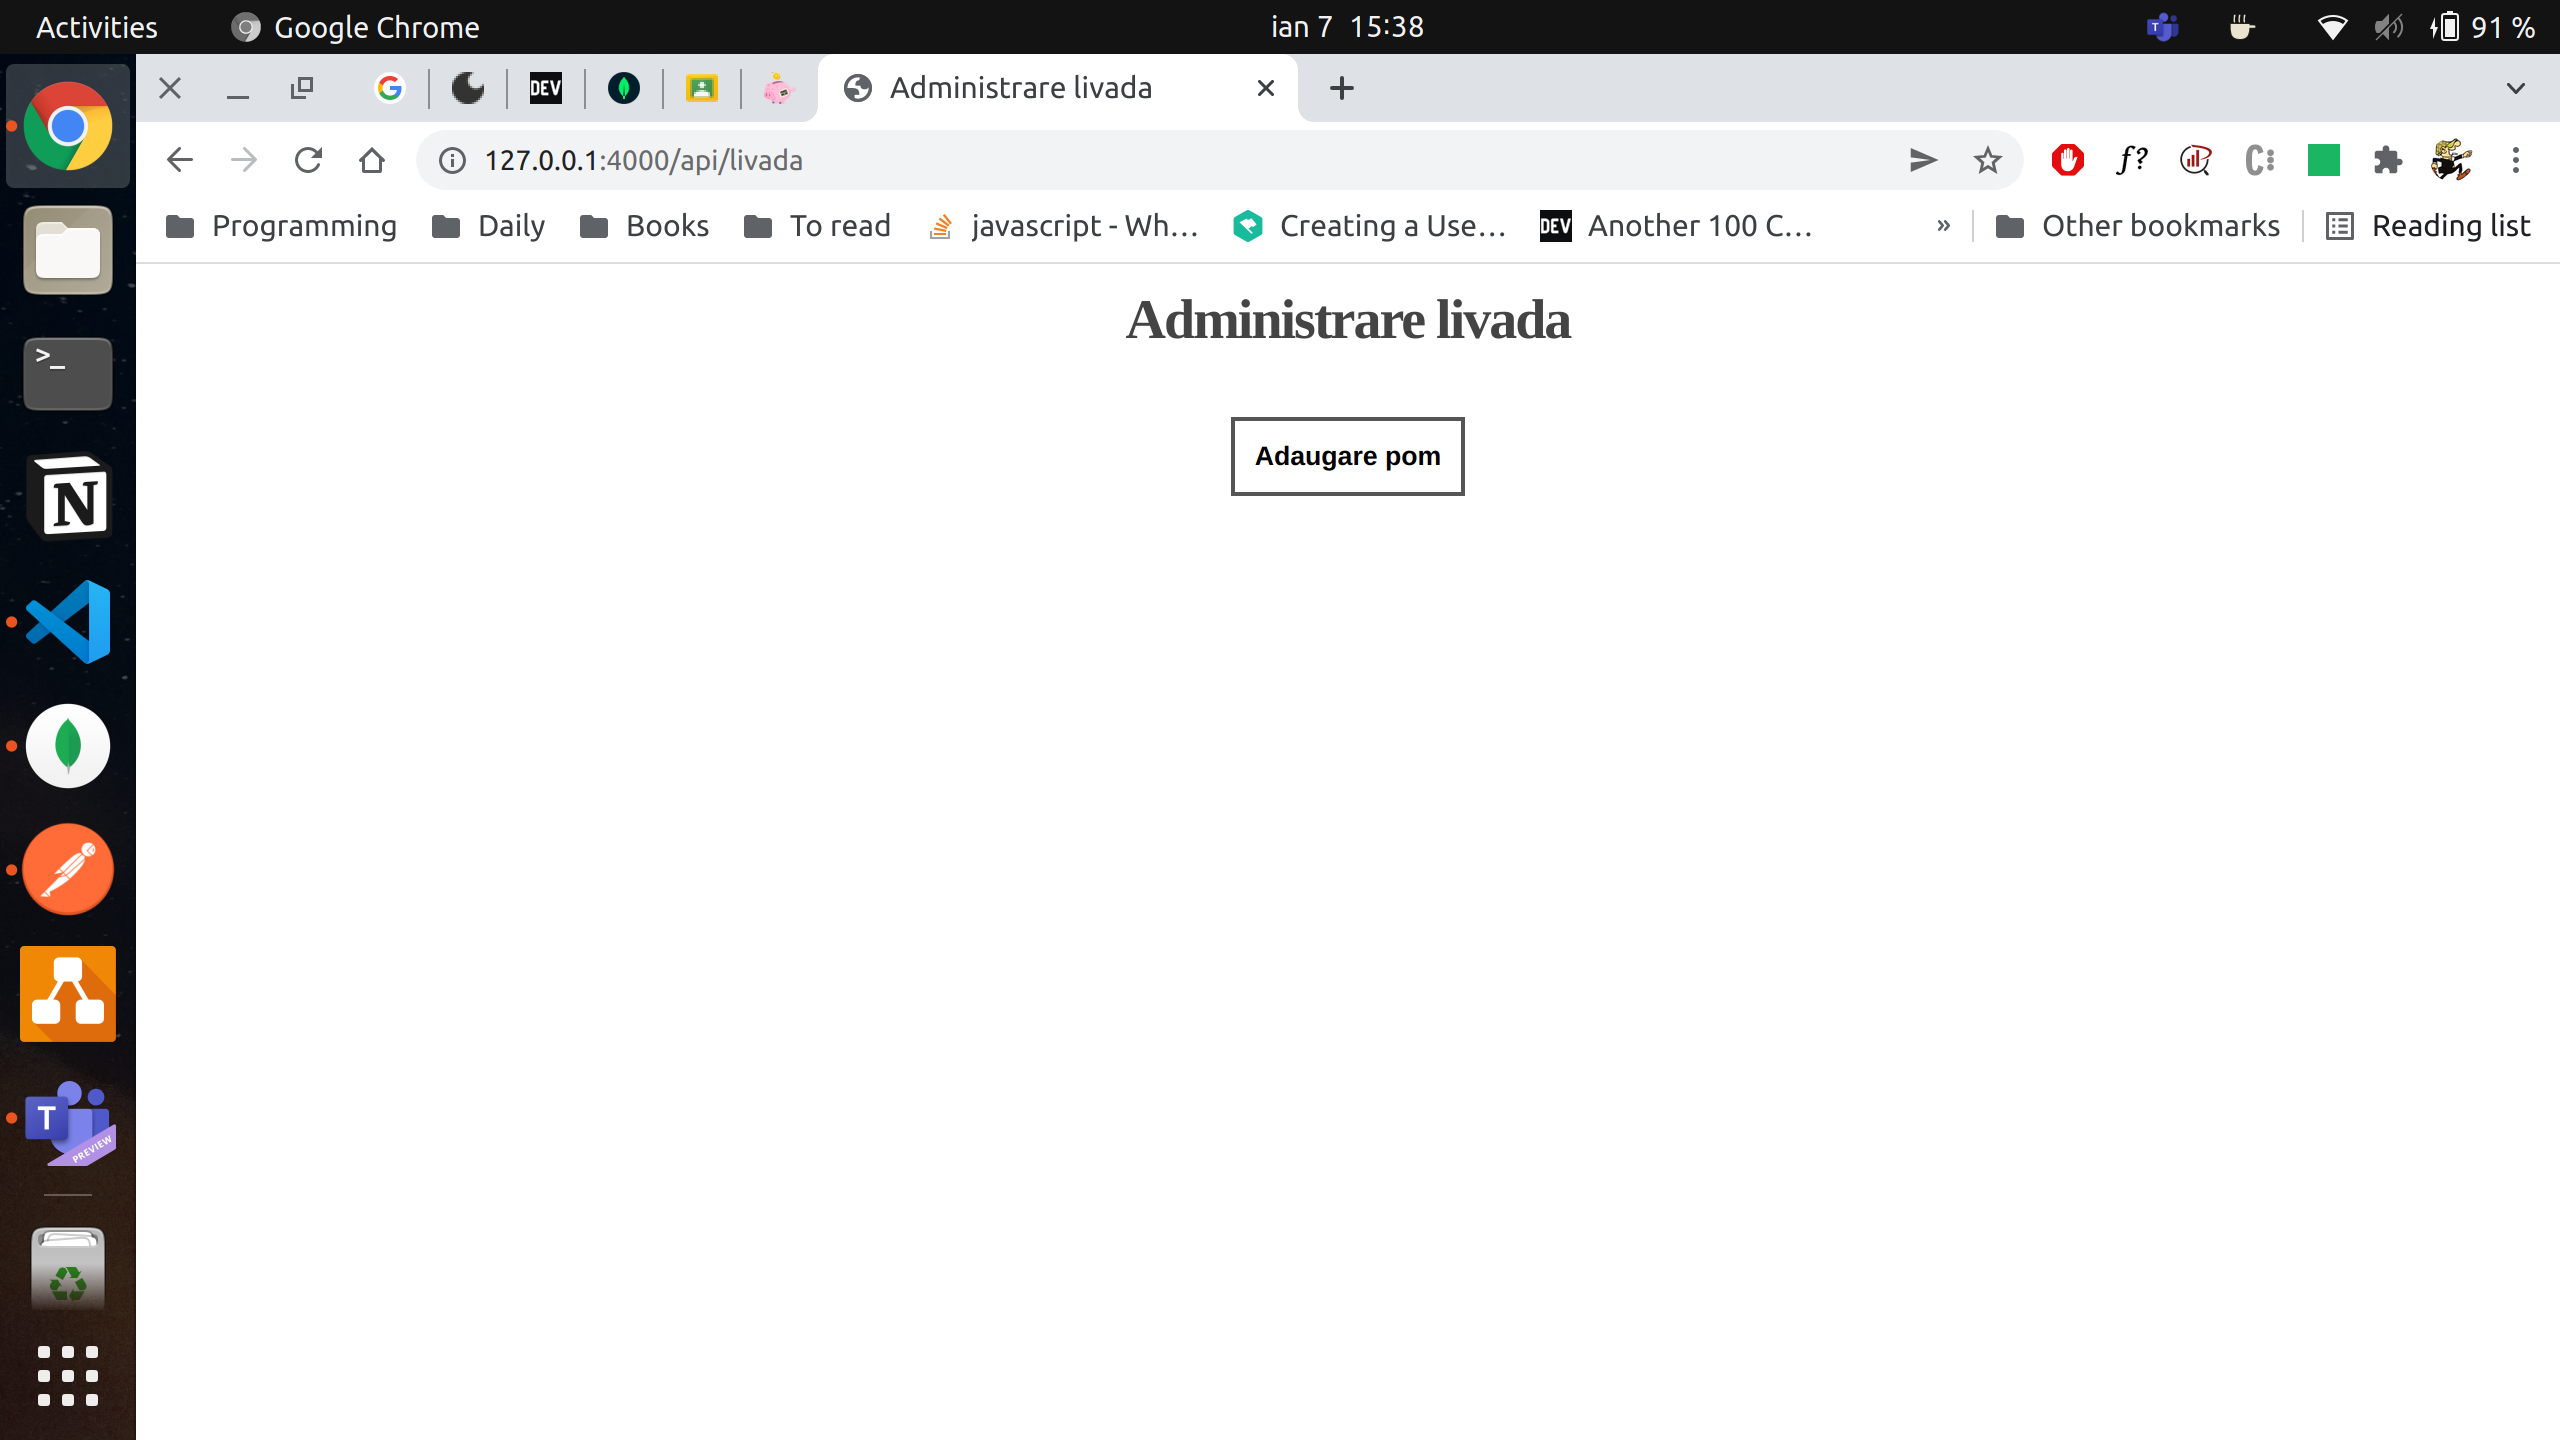 Activities
Google Chrome
ian 7 15:38
91 %
DEV
Administrare livada
127.0.0.1:4000/api/livada
f?
Programming
Daily
Books
To read
javascript - Wh...
DEV
Creating a Use...
Another 100 C...
»
Other bookmarks
Reading list
Administrare livada
Adaugare pom
>_
N
T
PREVIEW